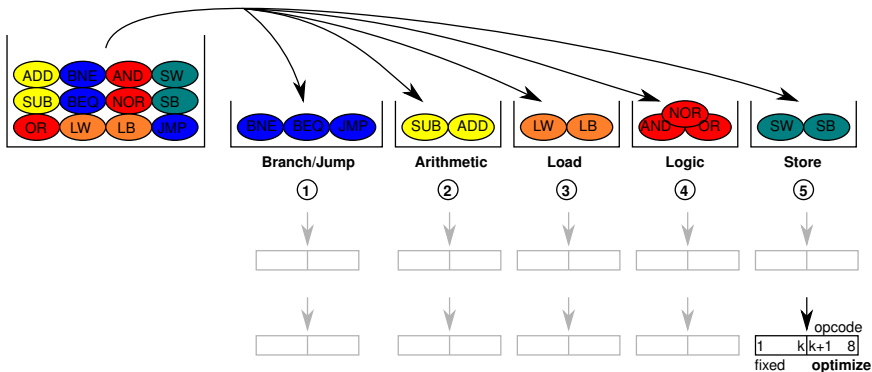 ADD BNE AND SW
SUB BEQ NOR SB
OR LW LB JMP
BNE BEQ JMP
SUB ADD
LW LB
NOR
AND OR
SW SB
Branch/Jump Arithmetic Load Logic Store
1 2 3 4 5
opcode
1 k k+1 8
fixed optimize